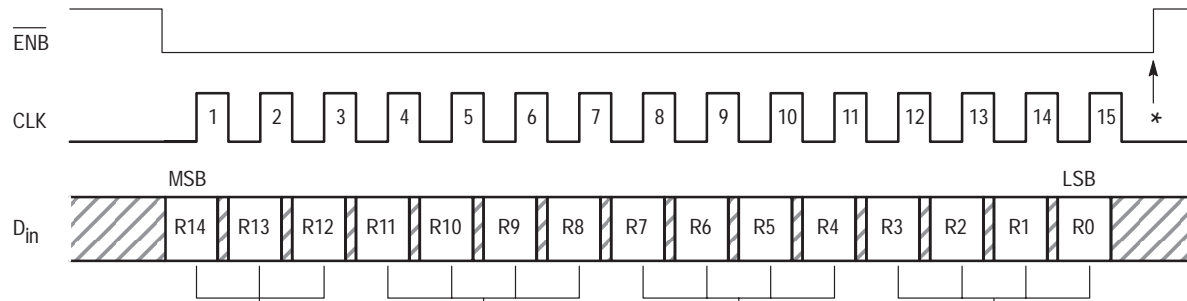 ENB
CLK 1 2 3 4 5 6 7 8 9 10 11 12 13 14 15 *
MSB LSB
Din R14 R13 R12 R11 R10 R9 R8 R7 R6 R5 R4 R3 R2 R1 R0